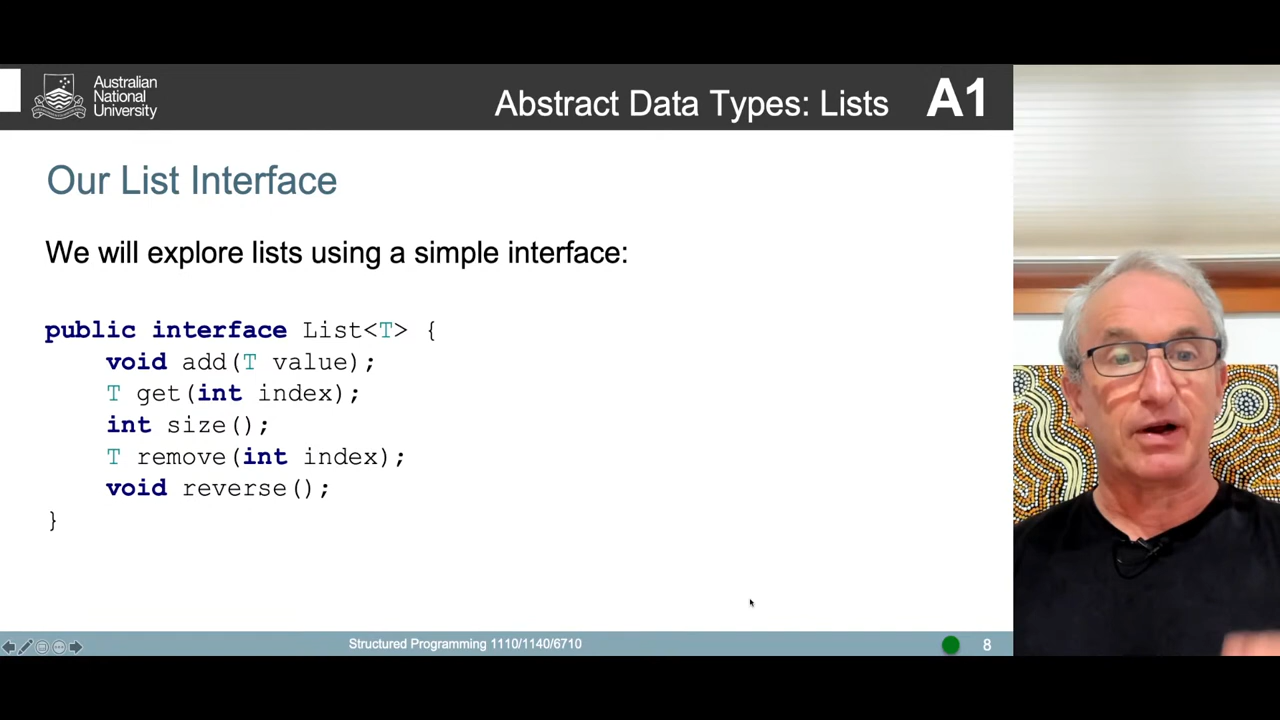 Australian
National
University
Abstract Data Types: Lists A1
Our List Interface
We will explore lists using a simple interface:
public interface List<T> {
    void add(T value);
    T get(int index);
    int size();
    T remove(int index);
    void reverse();
}
Structured Programming 1110/1140/6710
8